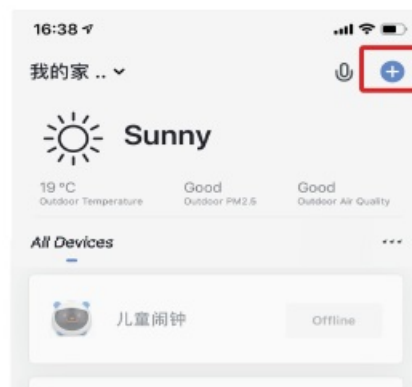 16:38
我的家 ..
Sunny
19 °C Good Good
Outdoor Temperature Outdoor PM2.5 Outdoor Air Quality
All Devices
儿童闹钟 Offline